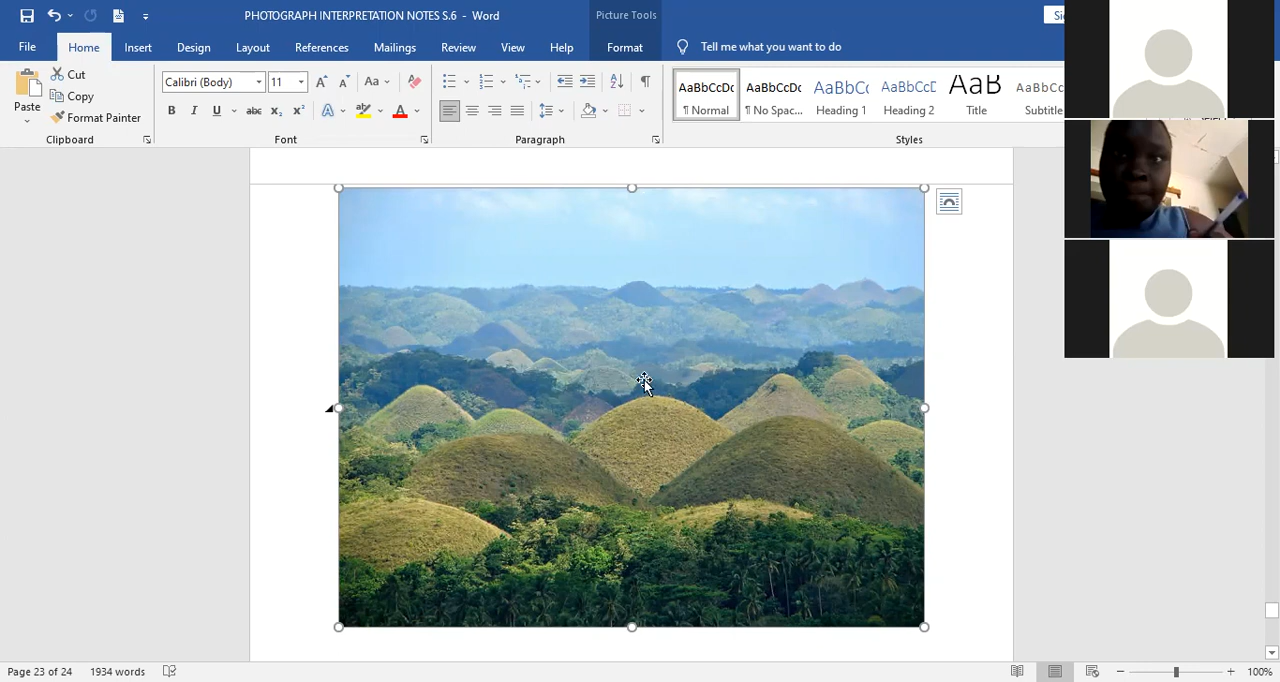 PHOTOGRAPH INTERPRETATION NOTES S.6 - Word
Picture Tools
File
Home
Insert
Design
Layout
References
Mailings
Review
View
Help
Format
Tell me what you want to do
Paste
Cut
Copy
Format Painter
Clipboard
Calibri (Body)
11
Font
Paragraph
AaBbCcDc
¶ Normal
AaBbCcDc
¶ No Spac...
AaBbCc
Heading 1
AaBbCcD
Heading 2
AaB
Title
AaBbCc
Subtitle
Styles
Page 23 of 24
1934 words
100%